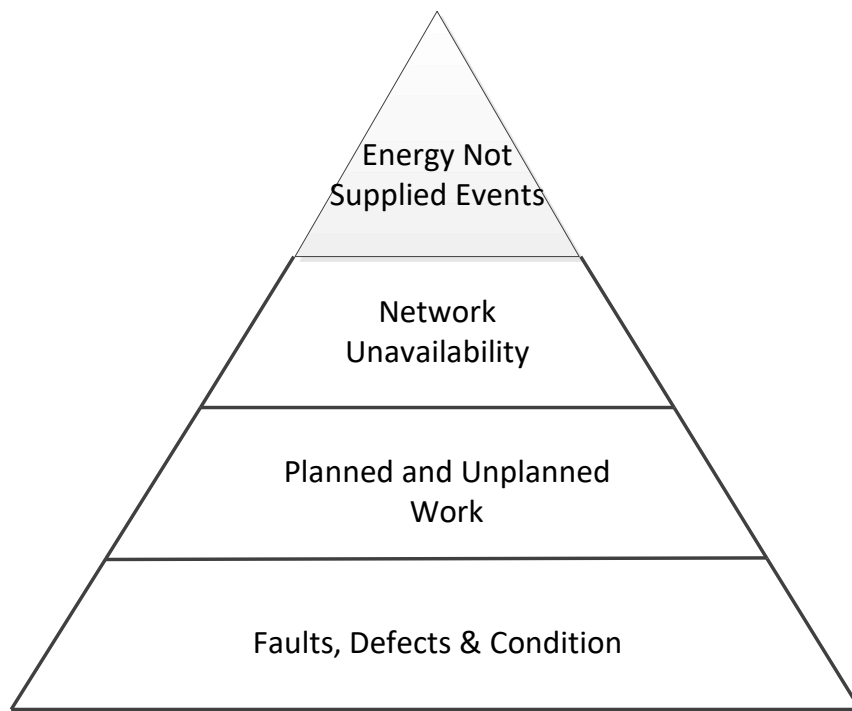 Energy Not
Supplied Events
Network
Unavailability
Planned and Unplanned
Work
Faults, Defects & Condition